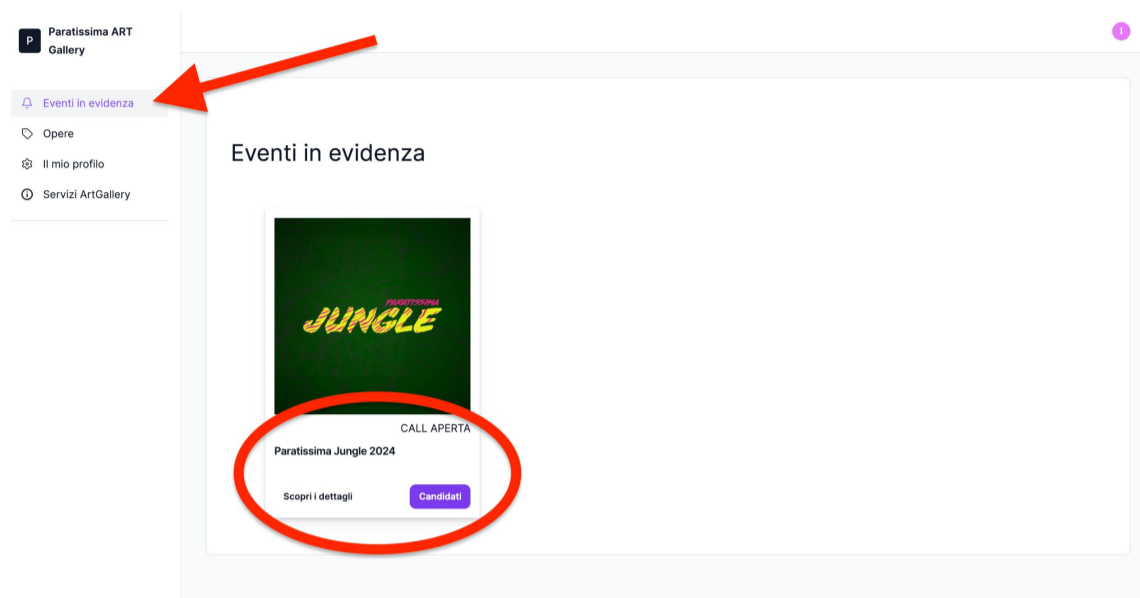 P
Paratissima ART
Gallery
I
Eventi in evidenza
Opere
Il mio profilo
Servizi ArtGallery
Eventi in evidenza
PARATISSIMA
JUNGLE
CALL APERTA
Paratissima Jungle 2024
Scopri i dettagli
Candidati